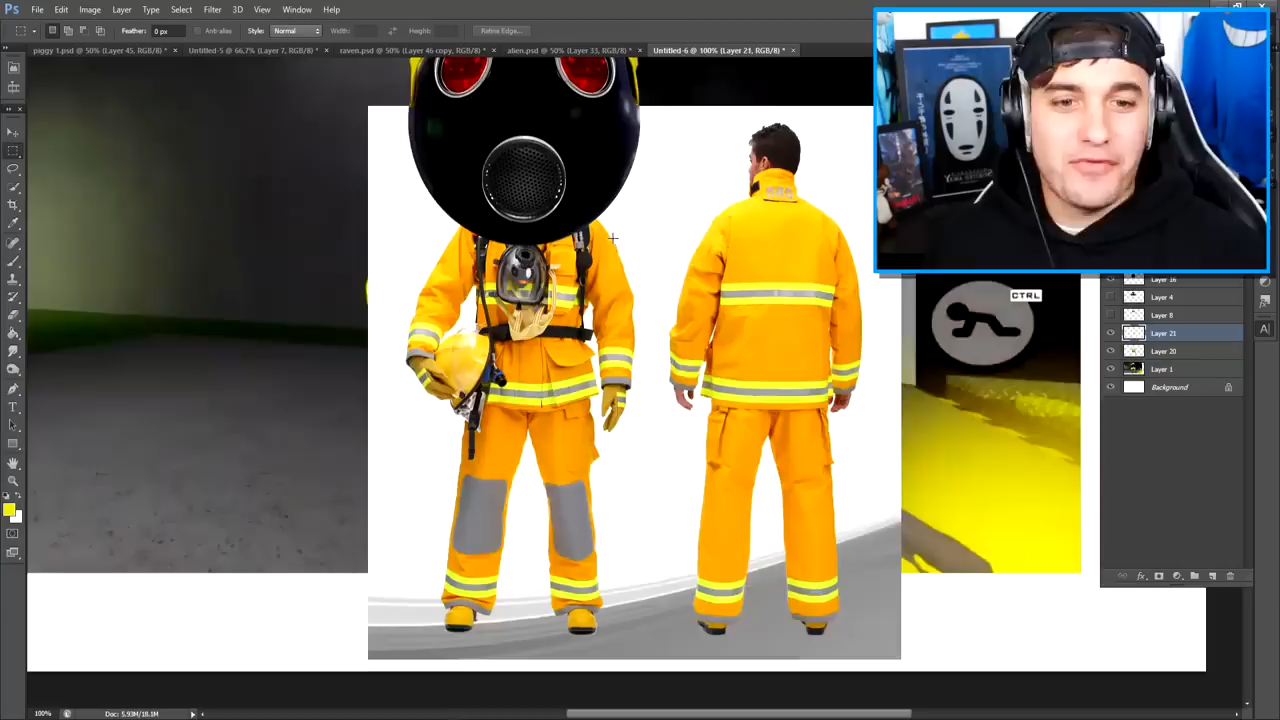 Ps File Edit Image Layer Type Select Filter 3D View Window Help
Feather: 0 px Anti-alias Style: Normal Width: Height: Refine Edge...
piggy 1.psd @ 50% (Layer 45, RGB/8) * × Untitled-5 @ 66.7% (Layer 7, RGB/8) * × raven.psd @ 50% (Layer 46 copy, RGB/8) * × alien.psd @ 50% (Layer 33, RGB/8) * × Untitled-6 @ 100% (Layer 21, RGB/8) * ×
Layer 16
CTRL
Layer 4
Layer 8
Layer 21
Layer 20
Layer 1
Background
100% Doc: 5.93M/18.1M